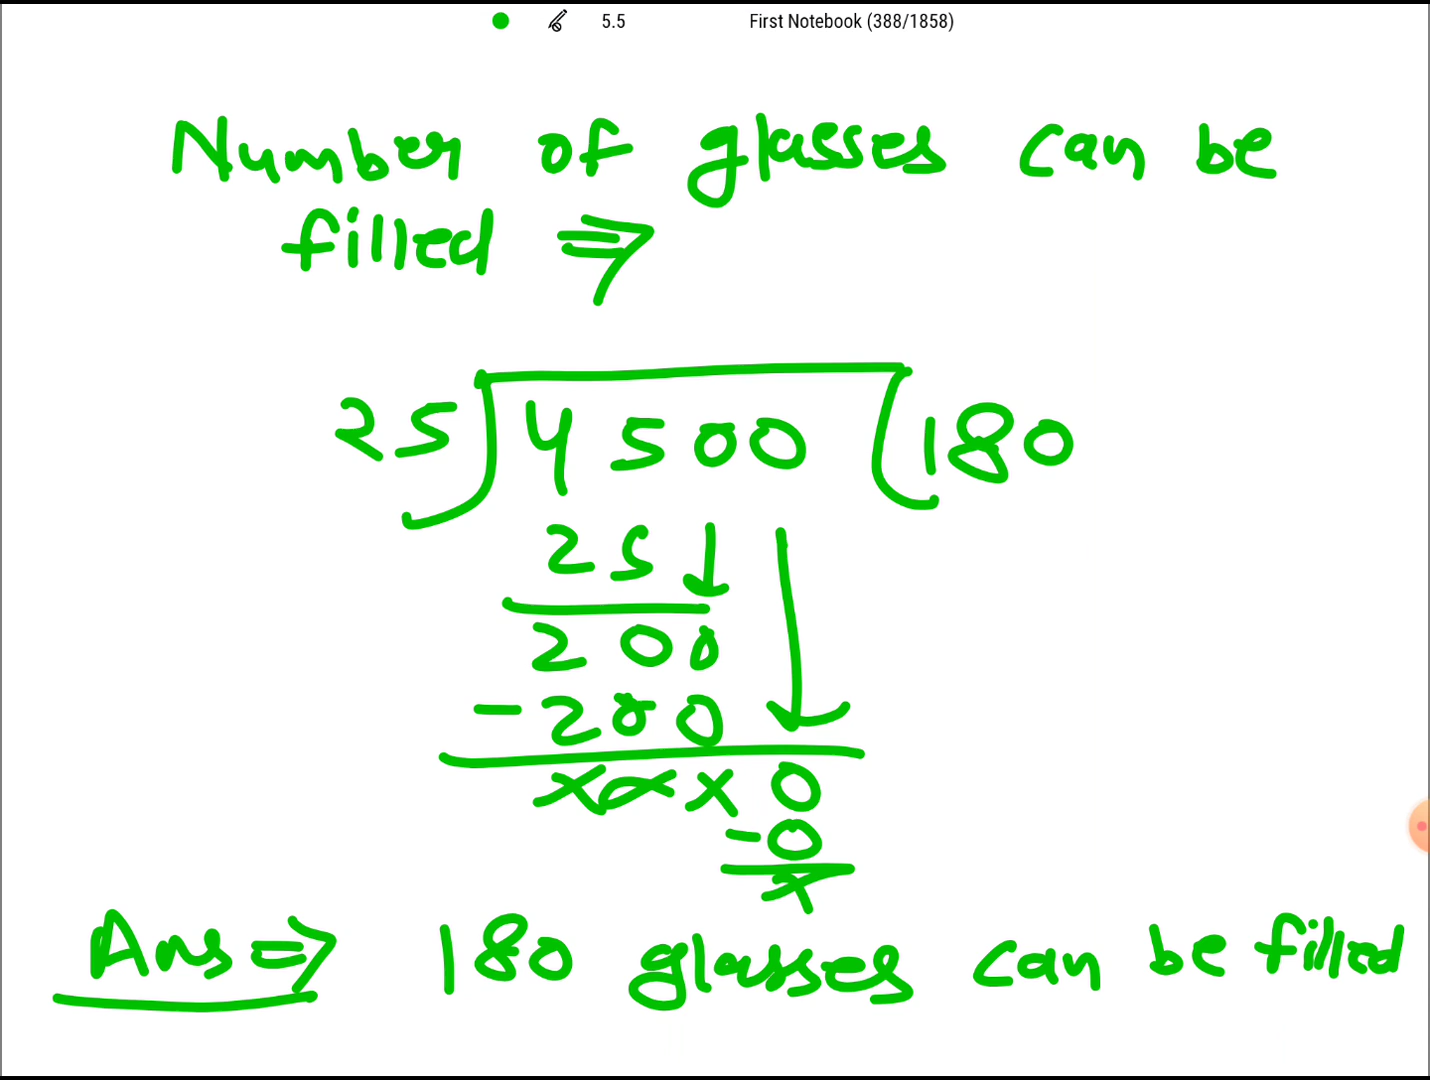 5.5 First Notebook (388/1858)
Number of glasses can be
filled ⇒
25) 4500 (180
25
200
- 200
xxx0
- 0
x
Ans ⇒ 180 glasses can be filled